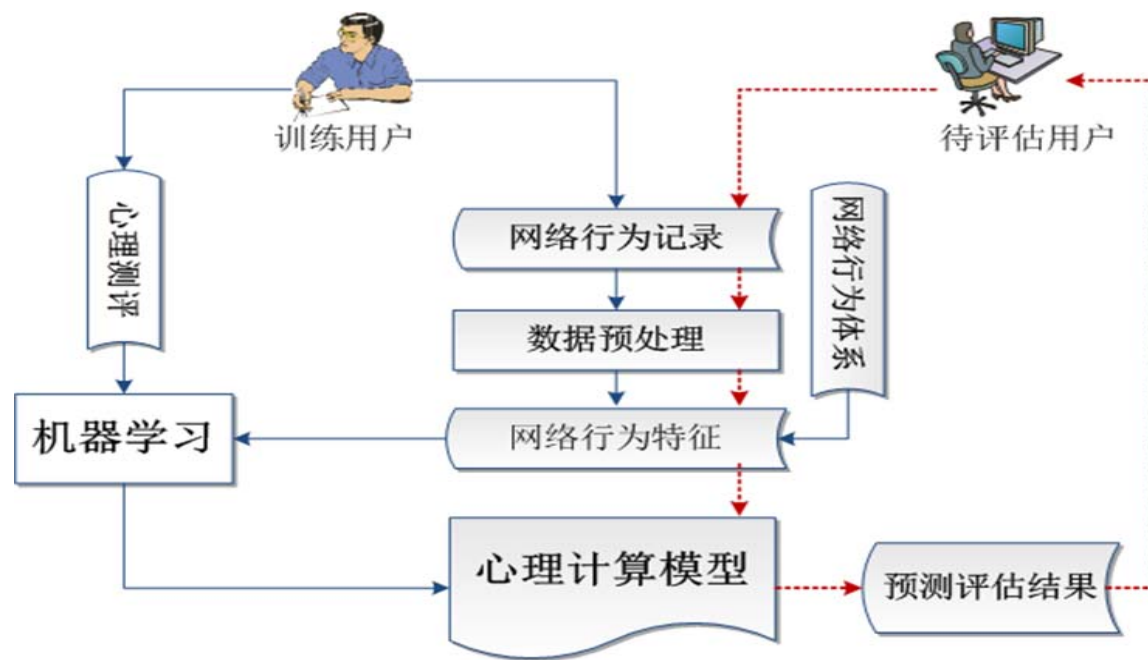 训练用户
待评估用户
心理测评
网络行为记录
网络行为体系
数据预处理
机器学习
网络行为特征
心理计算模型
预测评估结果